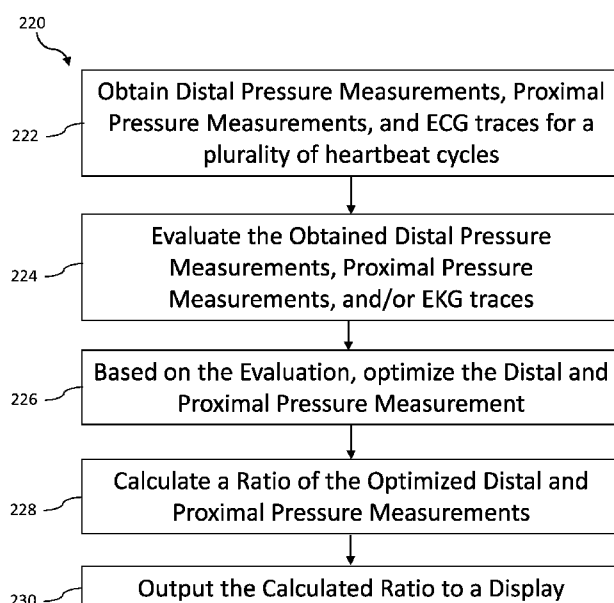 220
222
Obtain Distal Pressure Measurements, Proximal
Pressure Measurements, and ECG traces for a
plurality of heartbeat cycles
224
Evaluate the Obtained Distal Pressure
Measurements, Proximal Pressure
Measurements, and/or EKG traces
226
Based on the Evaluation, optimize the Distal and
Proximal Pressure Measurement
228
Calculate a Ratio of the Optimized Distal and
Proximal Pressure Measurements
230
Output the Calculated Ratio to a Display